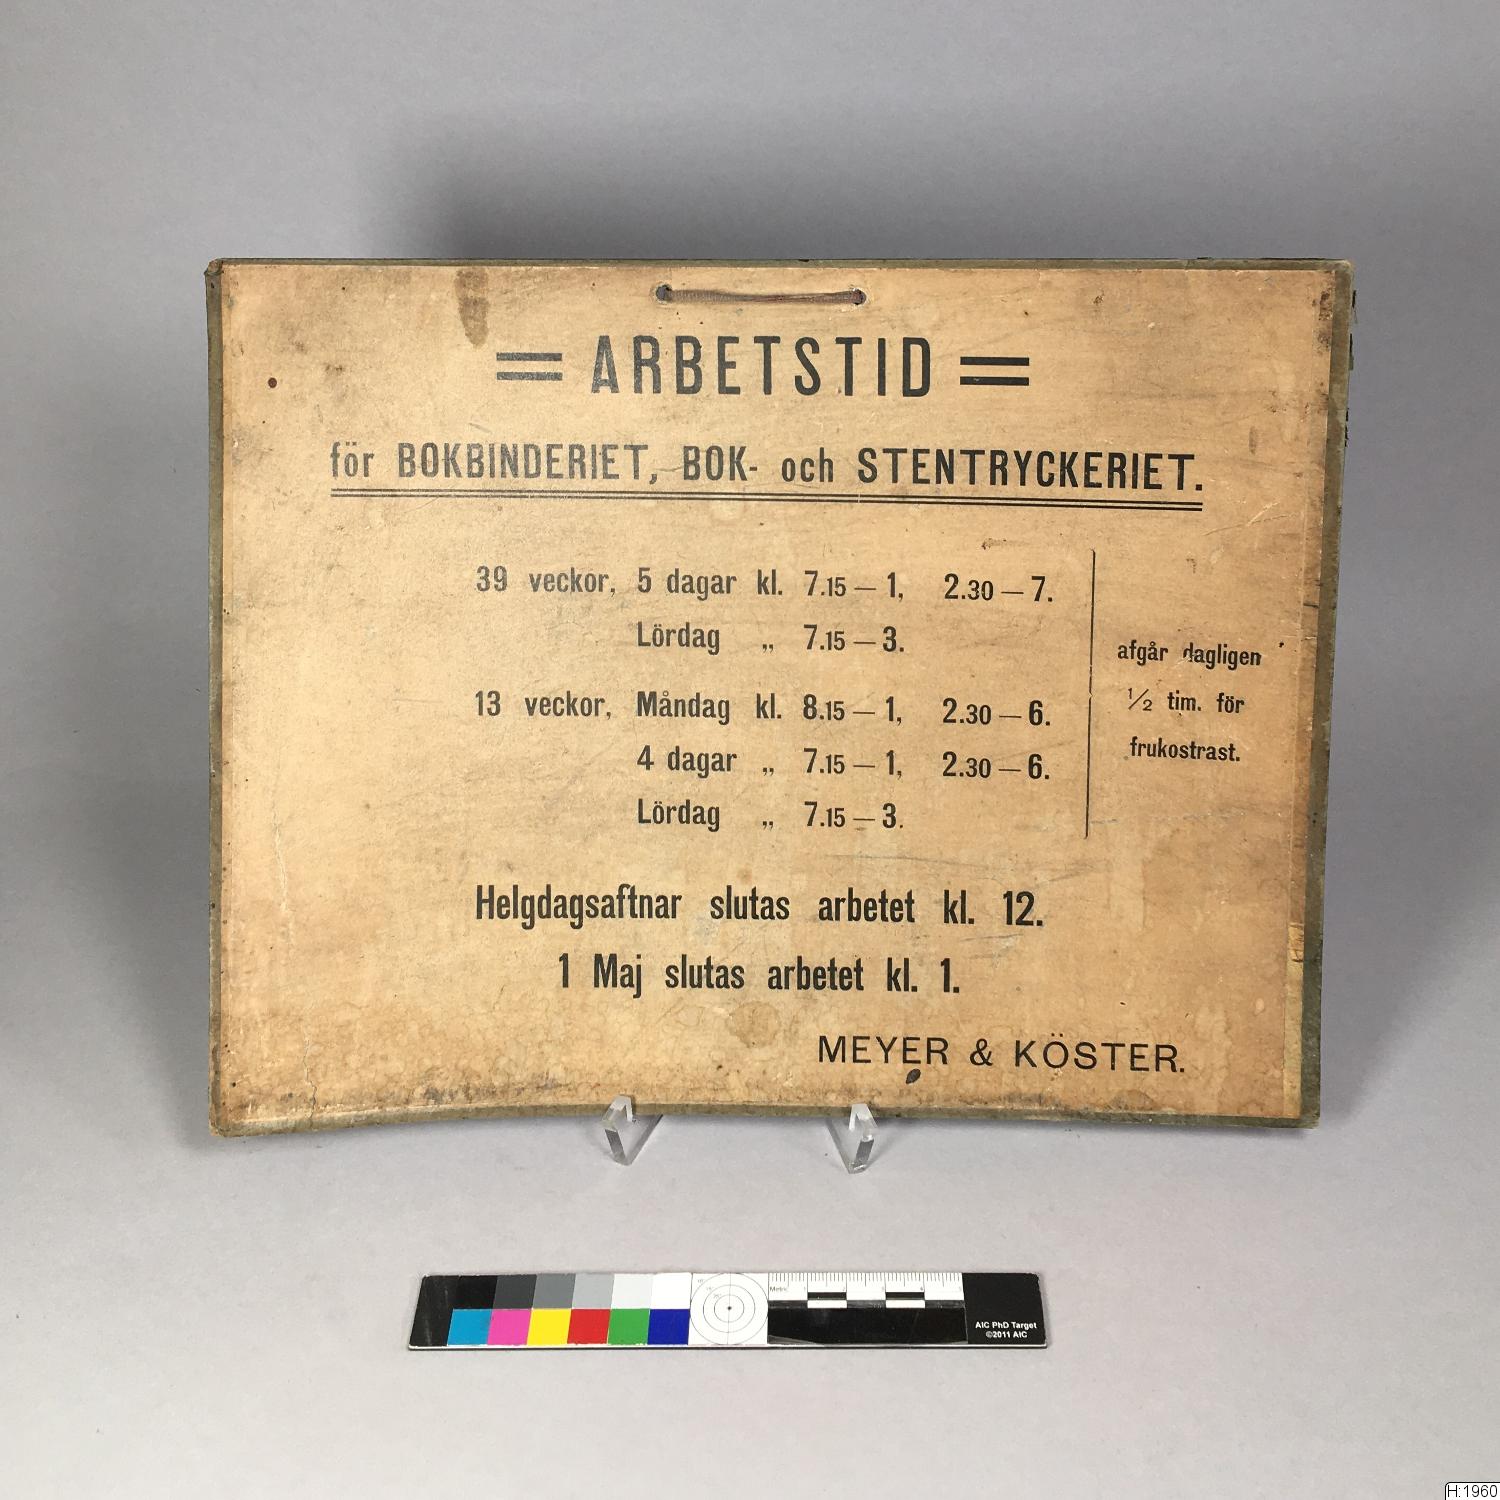 = ARBETSTID =
för BOKBINDERIET, BOK- och STENTRYCKERIET.
39 veckor, 5 dagar kl. 7.15 — 1, 2.30 — 7.
Lördag „ 7.15 — 3.
13 veckor, Måndag kl. 8.15 — 1, 2.30 — 6.
4 dagar „ 7.15 — 1, 2.30 — 6.
Lördag „ 7.15 — 3.
afgår dagligen
1/2 tim. för
frukostrast.
Helgdagsaftnar slutas arbetet kl. 12.
1 Maj slutas arbetet kl. 1.
MEYER & KÖSTER.
AIC PhD Target
©2011 AIC
H:1960